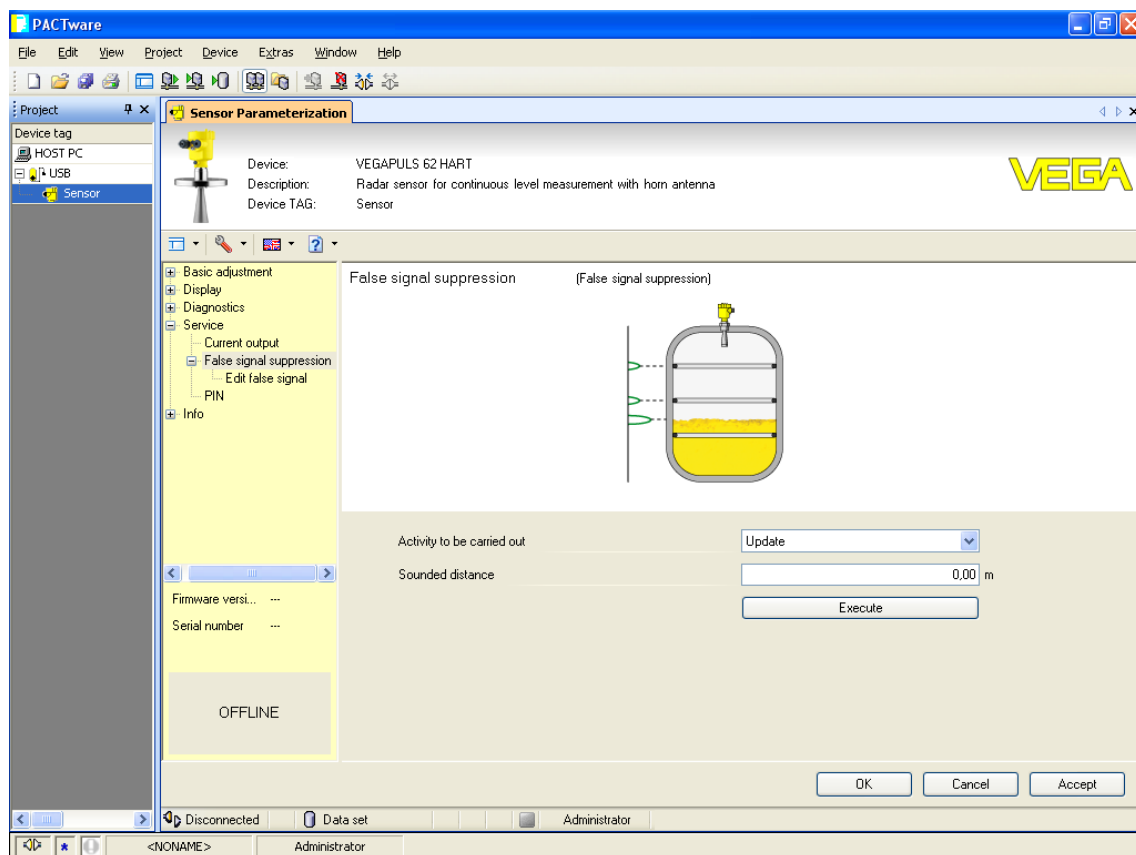 PACTware
File Edit View Project Device Extras Window Help
Project
Sensor Parameterization
Device tag
HOST PC
USB
Sensor
Device: VEGAPULS 62 HART
Description: Radar sensor for continuous level measurement with horn antenna
Device TAG: Sensor
VEGA
Basic adjustment
Display
Diagnostics
Service
Current output
False signal suppression
Edit false signal
PIN
Info
False signal suppression (False signal suppression)
Activity to be carried out Update
Sounded distance 0,00 m
Execute
Firmware versi... ---
Serial number ---
OFFLINE
OK Cancel Accept
Disconnected Data set Administrator
<NONAME> Administrator